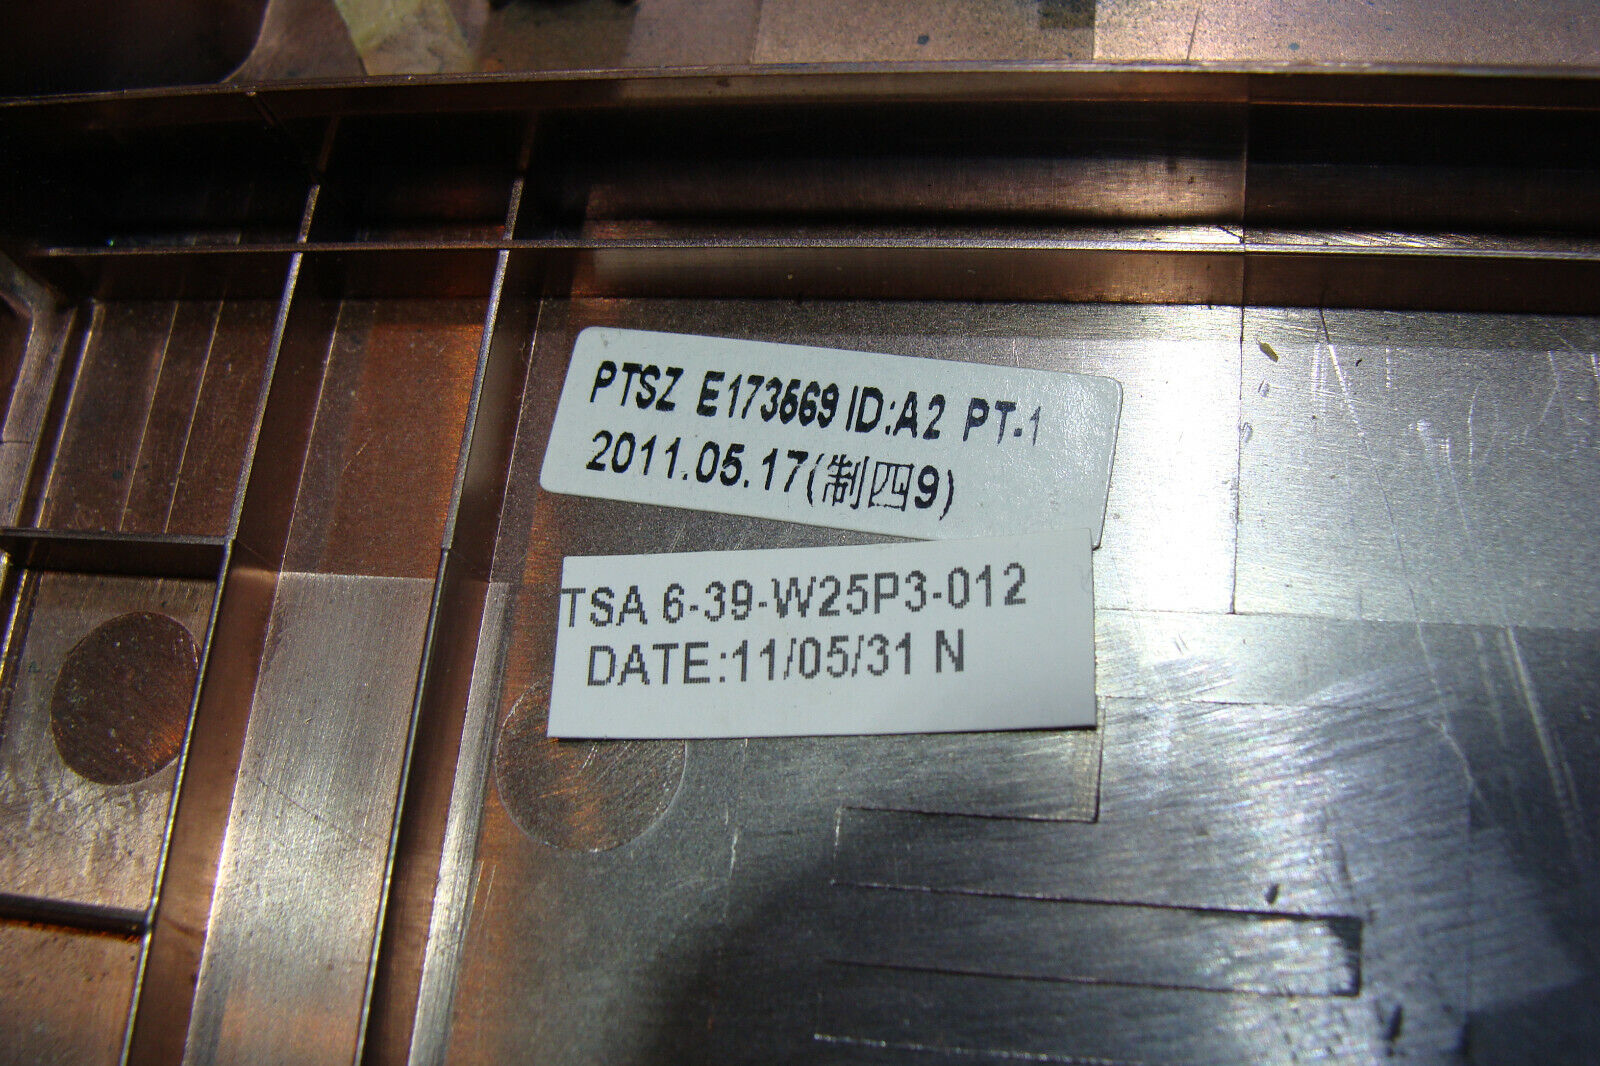 PTSZ E173569 ID:A2 PT-1
2011.05.17(制四9)
TSA 6-39-W25P3-012
DATE:11/05/31 N